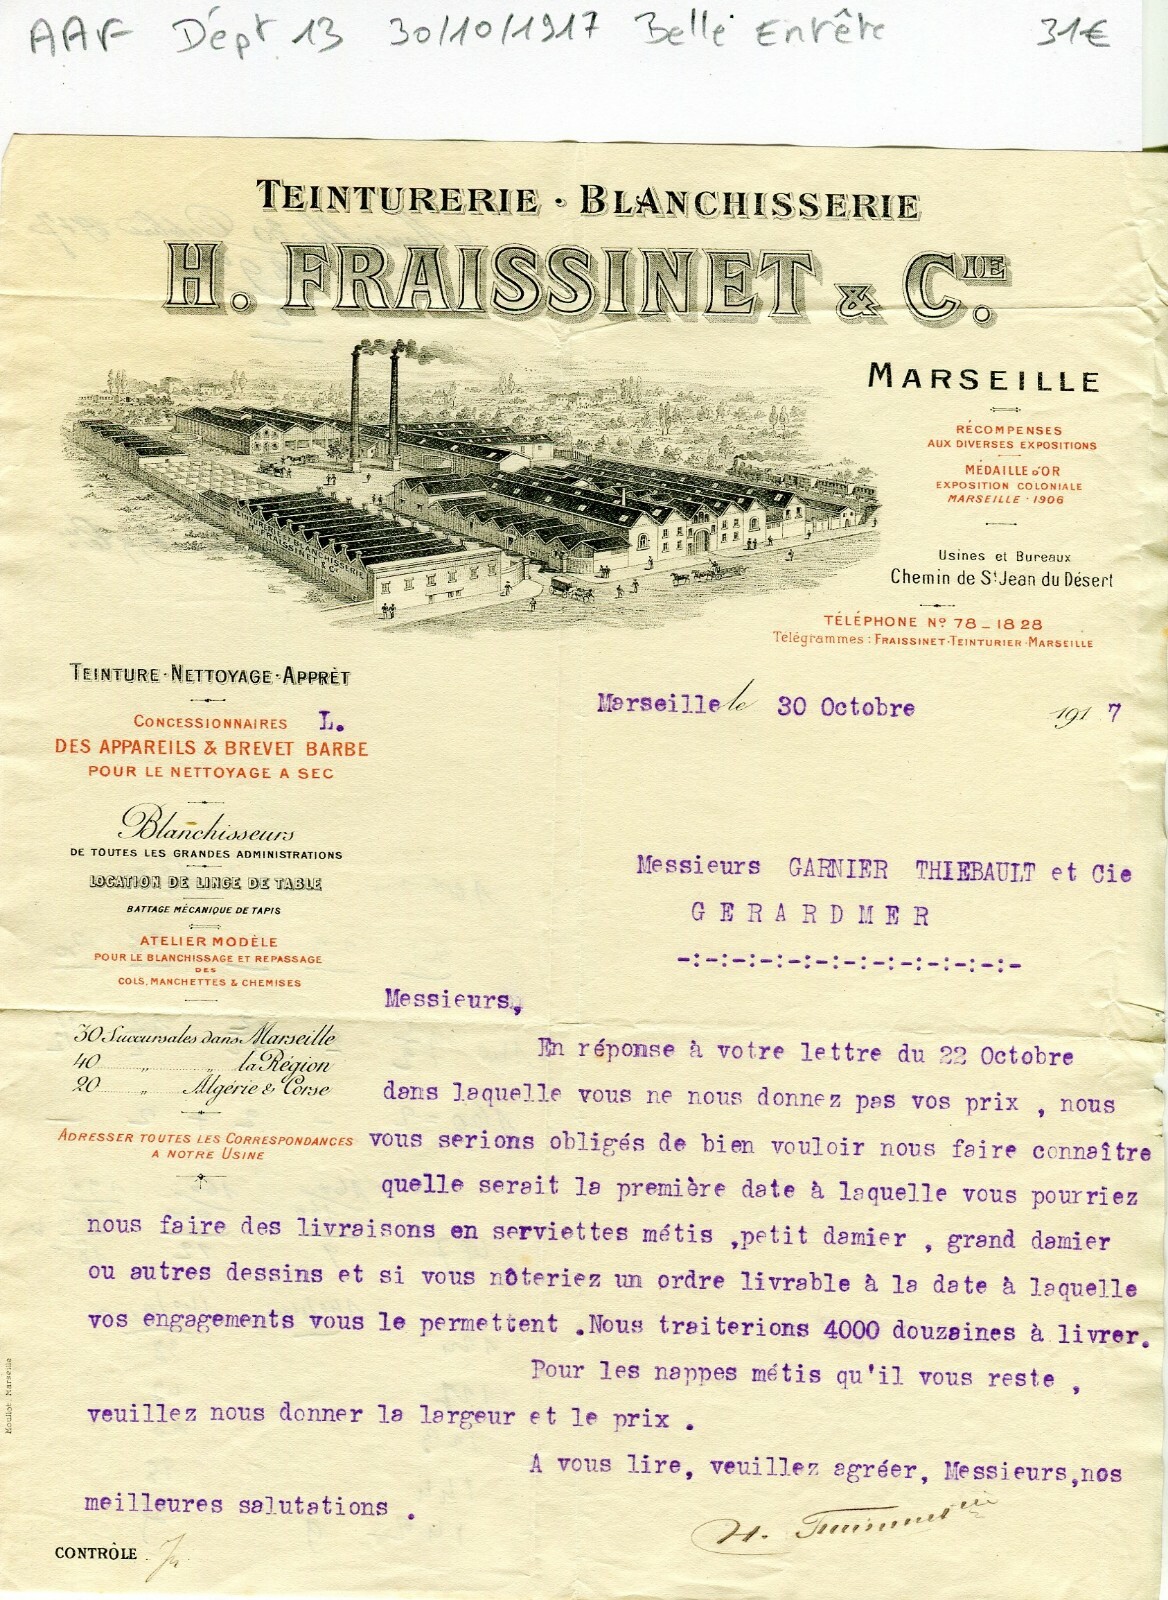 AAF Dépt 13 30/10/1917 Belle Entête 31€
TEINTURERIE · BLANCHISSERIE
H. FRAISSINET & CIE.
MARSEILLE
RÉCOMPENSES
AUX DIVERSES EXPOSITIONS
MÉDAILLE D'OR
EXPOSITION COLONIALE
MARSEILLE · 1906
Usines et Bureaux
Chemin de St Jean du Désert
TÉLÉPHONE Nº 78 _ 18 28
Télégrammes : FRAISSINET-TEINTURIER-MARSEILLE
TEINTURE · NETTOYAGE · APPRÊT
CONCESSIONNAIRES L.
DES APPAREILS & BREVET BARBE
POUR LE NETTOYAGE A SEC
Blanchisseurs
DE TOUTES LES GRANDES ADMINISTRATIONS
LOCATION DE LINGE DE TABLE
BATTAGE MÉCANIQUE DE TAPIS
ATELIER MODÈLE
POUR LE BLANCHISSAGE ET REPASSAGE
DES
COLS, MANCHETTES & CHEMISES
30 Succursales dans Marseille
40 „ „ la Région
20 „ Algérie & Corse
ADRESSER TOUTES LES CORRESPONDANCES
A NOTRE USINE
Marseille le 30 Octobre 1917
Messieurs GARNIER THIEBAULT et Cie
GERARDMER
-:-:-:-:-:-:-:-:-:-:-:-:-
Messieurs,
En réponse à votre lettre du 22 Octobre
dans laquelle vous ne nous donnez pas vos prix , nous
vous serions obligés de bien vouloir nous faire connaître
quelle serait la première date à laquelle vous pourriez
nous faire des livraisons en serviettes métis ,petit damier , grand damier
ou autres dessins et si vous nôteriez un ordre livrable à la date à laquelle
vos engagements vous le permettent .Nous traiterions 4000 douzaines à livrer.
Pour les nappes métis qu'il vous reste ,
veuillez nous donner la largeur et le prix .
A vous lire, veuillez agréer, Messieurs,nos
meilleures salutations .
H. Fraissinet Cie
CONTRÔLE
Moullot Marseille